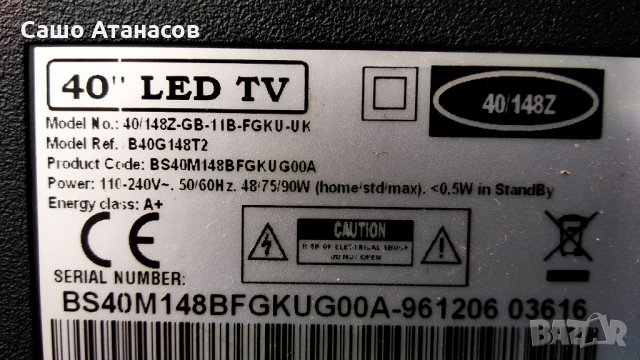 Сашо Атанасов
40" LED TV
40/148Z
Model No.: 40/148Z-GB-11B-FGKU-UK
Model Ref.: B40G148T2
Product Code: BS40M148BFGKUG00A
Power: 110-240V~. 50/60Hz. 48/75/90W (home/std/max). <0.5W in StandBy
Energy class: A+
CE
CAUTION
RISK OF ELECTRICAL SHOCK
DO NOT OPEN
SERIAL NUMBER:
BS40M148BFGKUG00A-961206 03616
BAZAR